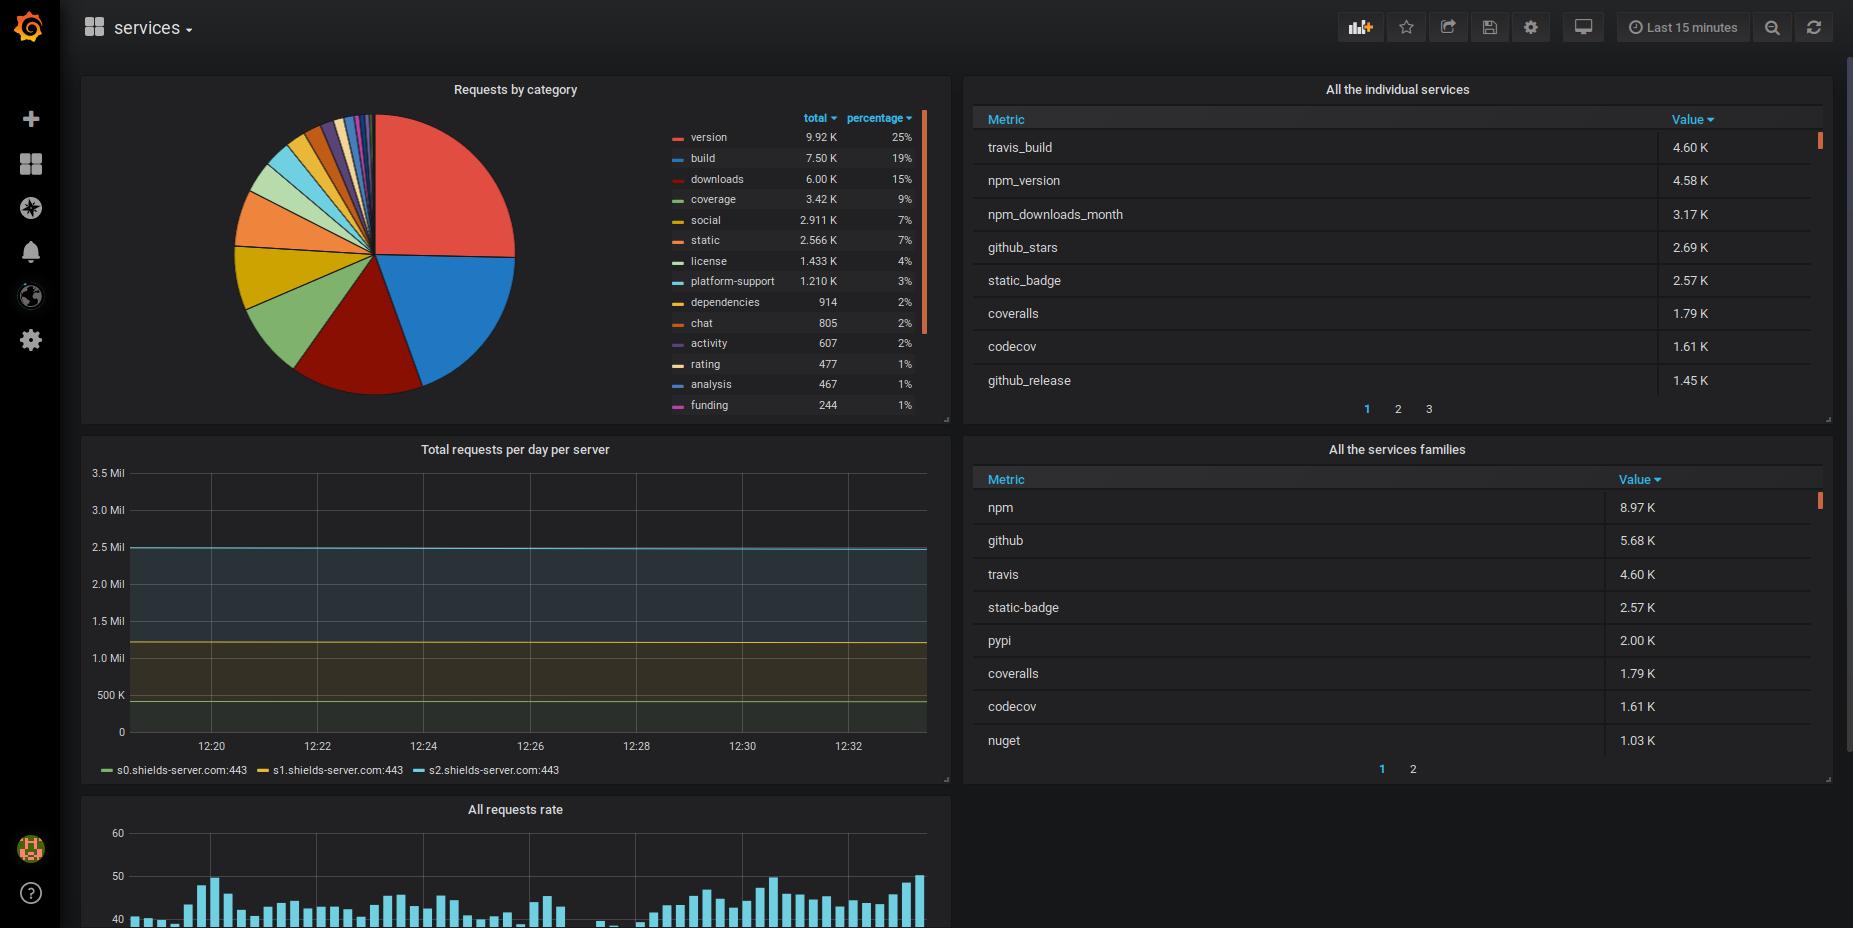 services
Last 15 minutes
Requests by category
total percentage
version 9.92 K 25%
build 7.50 K 19%
downloads 6.00 K 15%
coverage 3.42 K 9%
social 2.911 K 7%
static 2.566 K 7%
license 1.433 K 4%
platform-support 1.210 K 3%
dependencies 914 2%
chat 805 2%
activity 607 2%
rating 477 1%
analysis 467 1%
funding 244 1%
All the individual services
Metric Value
travis_build 4.60 K
npm_version 4.58 K
npm_downloads_month 3.17 K
github_stars 2.69 K
static_badge 2.57 K
coveralls 1.79 K
codecov 1.61 K
github_release 1.45 K
1 2 3
Total requests per day per server
3.5 Mil
3.0 Mil
2.5 Mil
2.0 Mil
1.5 Mil
1.0 Mil
500 K
0
12:20 12:22 12:24 12:26 12:28 12:30 12:32
s0.shields-server.com:443 s1.shields-server.com:443 s2.shields-server.com:443
All the services families
Metric Value
npm 8.97 K
github 5.68 K
travis 4.60 K
static-badge 2.57 K
pypi 2.00 K
coveralls 1.79 K
codecov 1.61 K
nuget 1.03 K
1 2
All requests rate
60
50
40
?